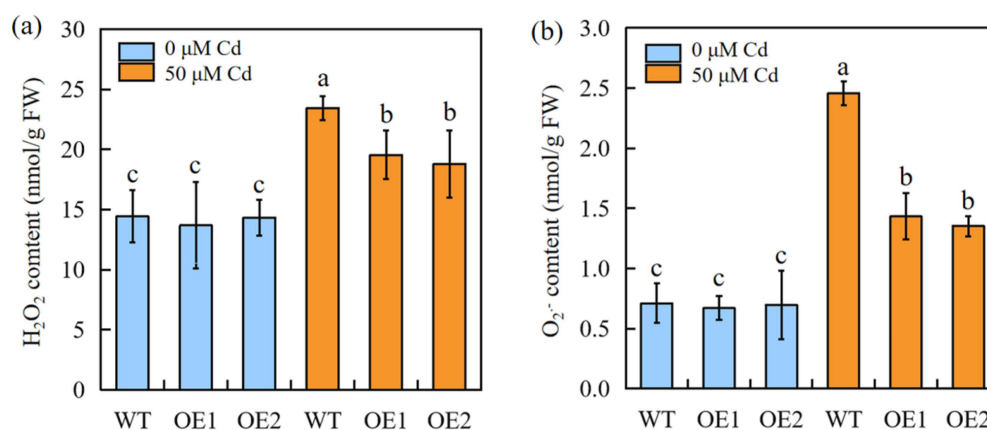 (a)
H₂O₂ comtent (nmol/g FW)
30
25
20
15
10
5
0
0 μM Cd
50 μM Cd
c
c
c
a
b
b
WT OE1 OE2 WT OE1 OE2
(b)
O₂·⁻ comtent (nmol/g FW)
3.0
2.5
2.0
1.5
1.0
0.5
0.0
0 μM Cd
50 μM Cd
c
c
c
a
b
b
WT OE1 OE2 WT OE1 OE2